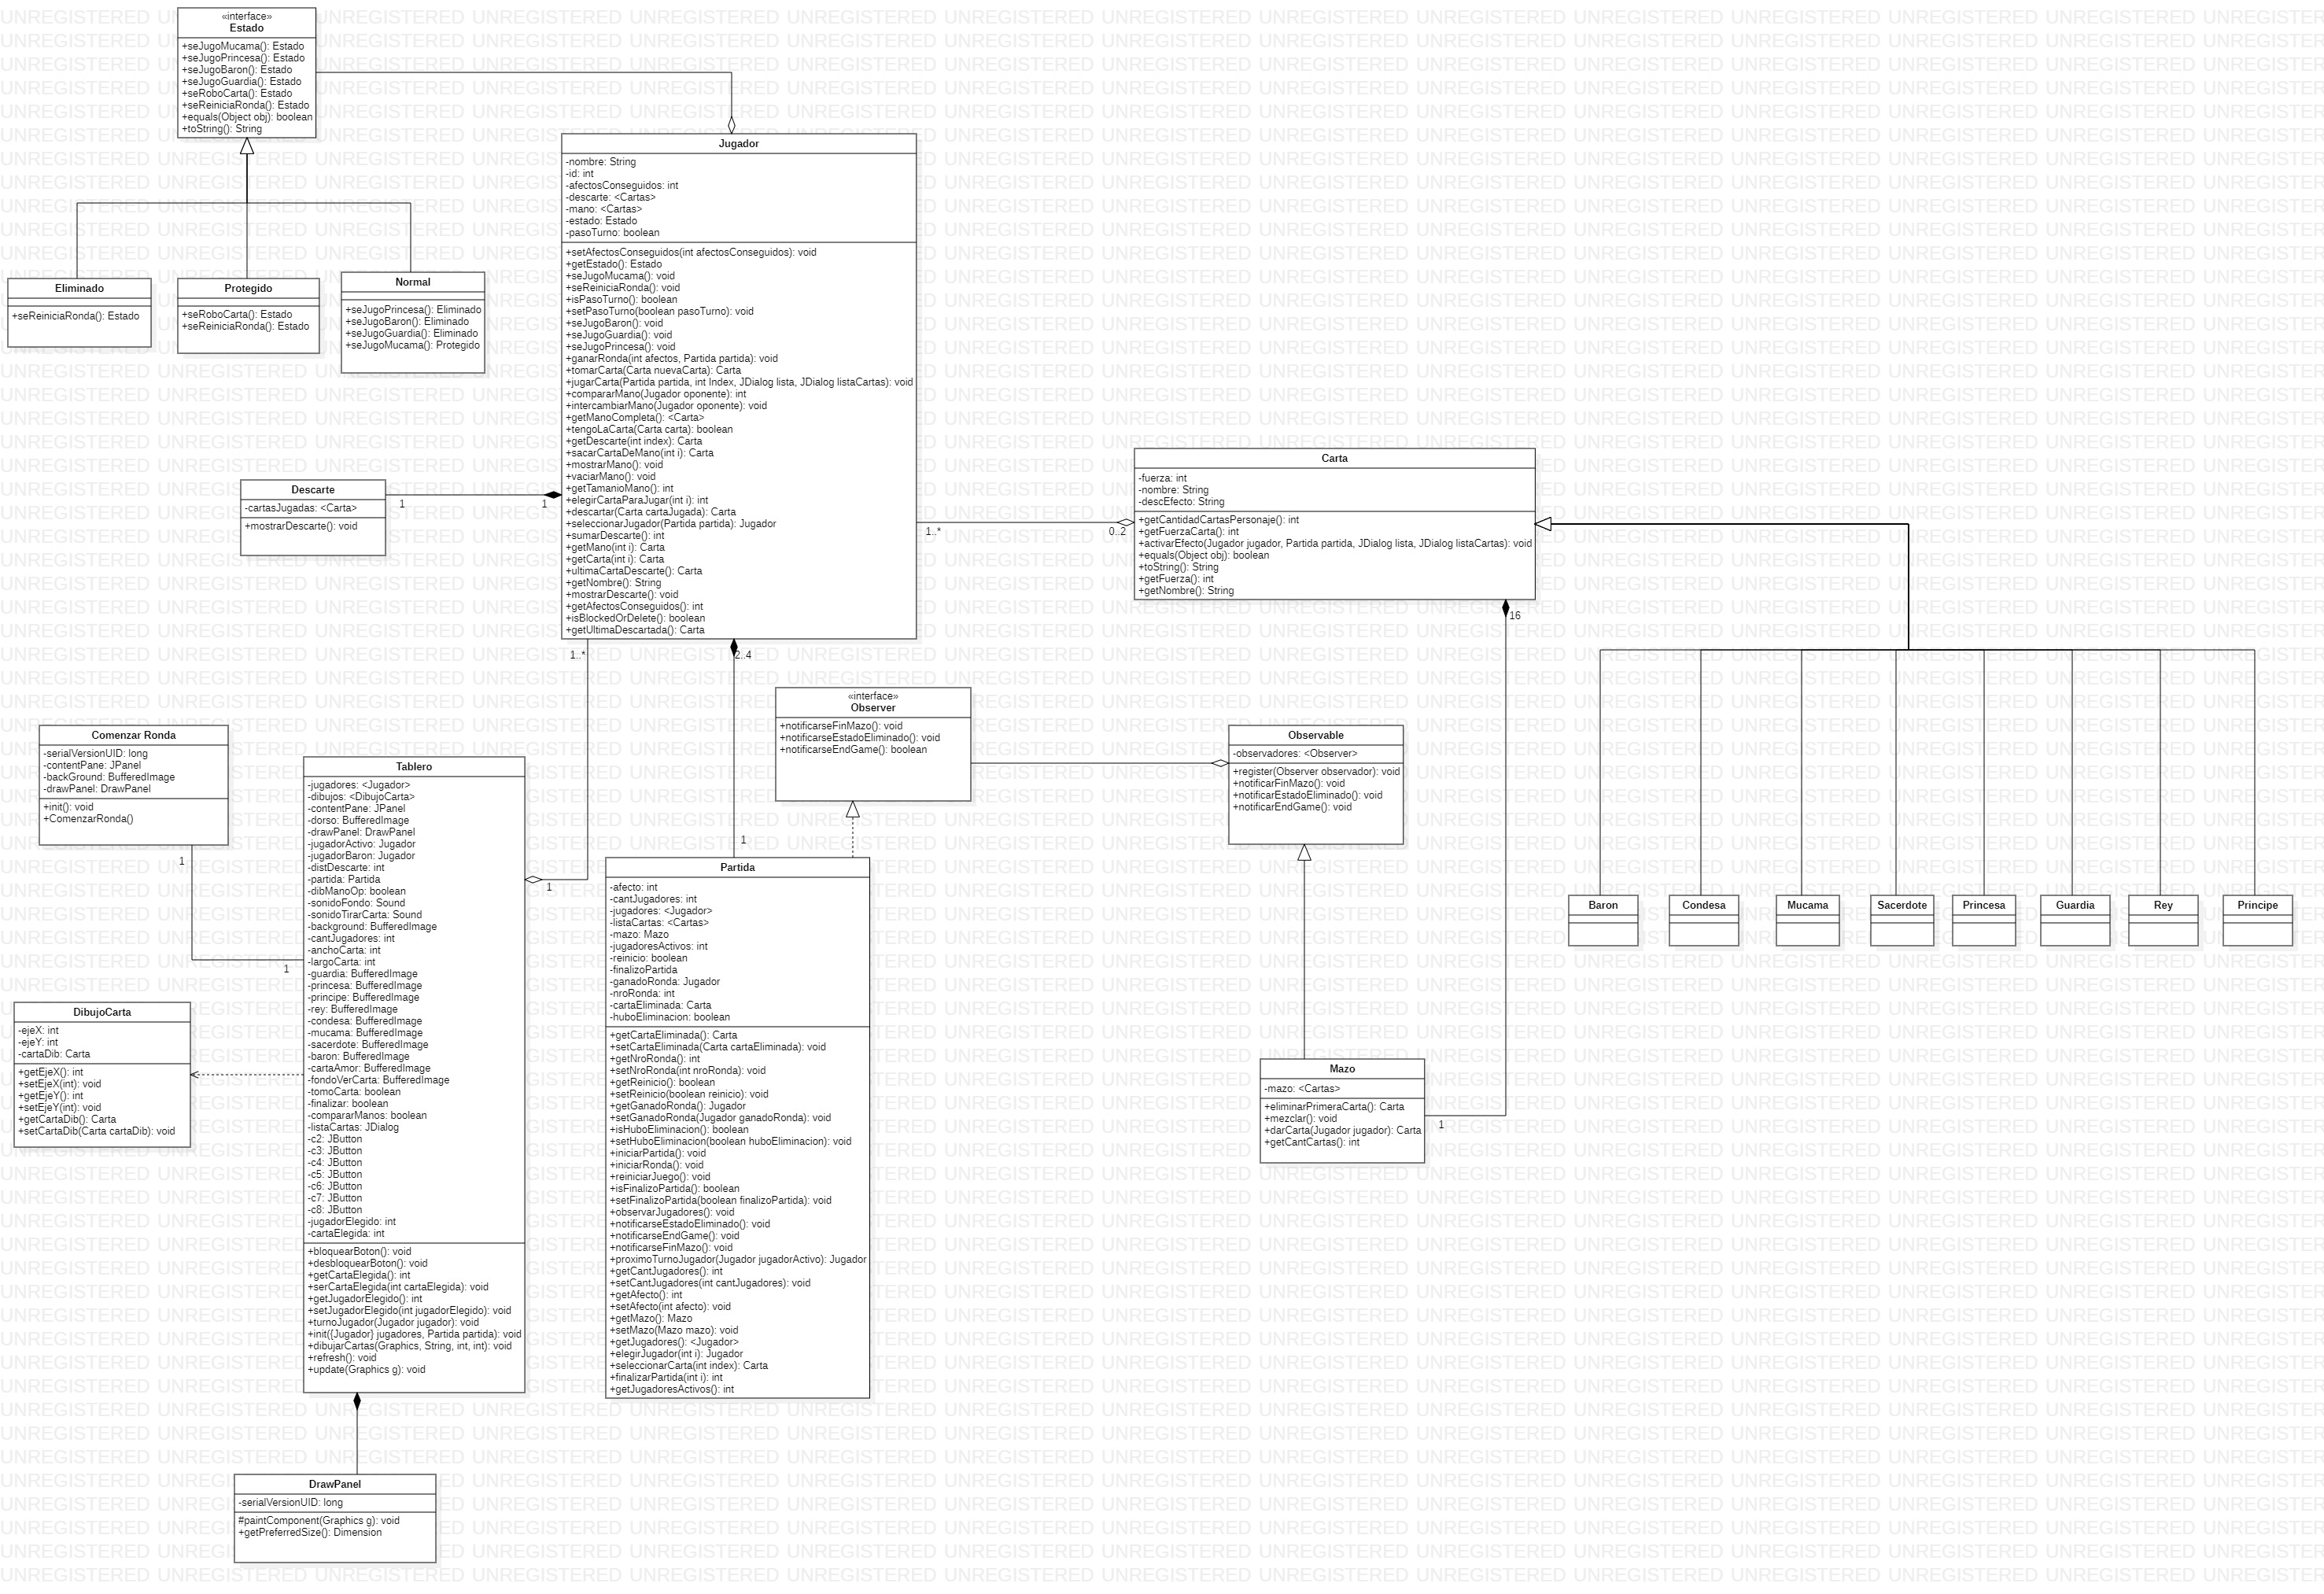 «interface»
Estado
+seJugoMucama(): Estado
+seJugoPrincesa(): Estado
+seJugoBaron(): Estado
+seJugoGuardia(): Estado
+seRoboCarta(): Estado
+seReiniciaRonda(): Estado
+equals(Object obj): boolean
+toString(): String
Eliminado
+seReiniciaRonda(): Estado
Protegido
+seRoboCarta(): Estado
+seReiniciaRonda(): Estado
Normal
+seJugoPrincesa(): Eliminado
+seJugoBaron(): Eliminado
+seJugoGuardia(): Eliminado
+seJugoMucama(): Protegido
Jugador
-nombre: String
-id: int
-afectosConseguidos: int
-descarte: <Cartas>
-mano: <Cartas>
-estado: Estado
-pasoTurno: boolean
+setAfectosConseguidos(int afectosConseguidos): void
+getEstado(): Estado
+seJugoMucama(): void
+seReiniciaRonda(): void
+isPasoTurno(): boolean
+setPasoTurno(boolean pasoTurno): void
+seJugoBaron(): void
+seJugoGuardia(): void
+seJugoPrincesa(): void
+ganarRonda(int afectos, Partida partida): void
+tomarCarta(Carta nuevaCarta): Carta
+jugarCarta(Partida partida, int Index, JDialog lista, JDialog listaCartas): void
+compararMano(Jugador oponente): int
+intercambiarMano(Jugador oponente): void
+getManoCompleta(): <Carta>
+tengoLaCarta(Carta carta): boolean
+getDescarte(int index): Carta
+sacarCartaDeMano(int i): Carta
+mostrarMano(): void
+vaciarMano(): void
+getTamanioMano(): int
+elegirCartaParaJugar(int i): int
+descartar(Carta cartaJugada): Carta
+seleccionarJugador(Partida partida): Jugador
+sumarDescarte(): int
+getMano(int i): Carta
+getCarta(int i): Carta
+ultimaCartaDescarte(): Carta
+getNombre(): String
+mostrarDescarte(): void
+getAfectosConseguidos(): int
+isBlockedOrDelete(): boolean
+getUltimaDescartada(): Carta
Descarte
-cartasJugadas: <Carta>
+mostrarDescarte(): void
1
1
1..*
0..2
Carta
-fuerza: int
-nombre: String
-descEfecto: String
+getCantidadCartasPersonaje(): int
+getFuerzaCarta(): int
+activarEfecto(Jugador jugador, Partida partida, JDialog lista, JDialog listaCartas): void
+equals(Object obj): boolean
+toString(): String
+getFuerza(): int
+getNombre(): String
16
1..*
2..4
«interface»
Observer
+notificarseFinMazo(): void
+notificarseEstadoEliminado(): void
+notificarseEndGame(): boolean
Observable
-observadores: <Observer>
+register(Observer observador): void
+notificarFinMazo(): void
+notificarEstadoEliminado(): void
+notificarEndGame(): void
Comenzar Ronda
-serialVersionUID: long
-contentPane: JPanel
-backGround: BufferedImage
-drawPanel: DrawPanel
+init(): void
+ComenzarRonda()
1
1
Tablero
-jugadores: <Jugador>
-dibujos: <DibujoCarta>
-contentPane: JPanel
-dorso: BufferedImage
-drawPanel: DrawPanel
-jugadorActivo: Jugador
-jugadorBaron: Jugador
-distDescarte: int
-partida: Partida
-dibManoOp: boolean
-sonidoFondo: Sound
-sonidoTirarCarta: Sound
-background: BufferedImage
-cantJugadores: int
-anchoCarta: int
-largoCarta: int
-guardia: BufferedImage
-princesa: BufferedImage
-principe: BufferedImage
-rey: BufferedImage
-condesa: BufferedImage
-mucama: BufferedImage
-sacerdote: BufferedImage
-baron: BufferedImage
-cartaAmor: BufferedImage
-fondoVerCarta: BufferedImage
-tomoCarta: boolean
-finalizar: boolean
-compararManos: boolean
-listaCartas: JDialog
-c2: JButton
-c3: JButton
-c4: JButton
-c5: JButton
-c6: JButton
-c7: JButton
-c8: JButton
-jugadorElegido: int
-cartaElegida: int
+bloquearBoton(): void
+desbloquearBoton(): void
+getCartaElegida(): int
+serCartaElegida(int cartaElegida): void
+getJugadorElegido(): int
+setJugadorElegido(int jugadorElegido): void
+turnoJugador(Jugador jugador): void
+init({Jugador} jugadores, Partida partida): void
+dibujarCartas(Graphics, String, int, int): void
+refresh(): void
+update(Graphics g): void
1
1
Partida
-afecto: int
-cantJugadores: int
-jugadores: <Jugador>
-listaCartas: <Cartas>
-mazo: Mazo
-jugadoresActivos: int
-reinicio: boolean
-finalizoPartida
-ganadoRonda: Jugador
-nroRonda: int
-cartaEliminada: Carta
-huboEliminacion: boolean
+getCartaEliminada(): Carta
+setCartaEliminada(Carta cartaEliminada): void
+getNroRonda(): int
+setNroRonda(int nroRonda): void
+getReinicio(): boolean
+setReinicio(boolean reinicio): void
+getGanadoRonda(): Jugador
+setGanadoRonda(Jugador ganadoRonda): void
+isHuboEliminacion(): boolean
+setHuboEliminacion(boolean huboEliminacion): void
+iniciarPartida(): void
+iniciarRonda(): void
+reiniciarJuego(): void
+isFinalizoPartida(): boolean
+setFinalizoPartida(boolean finalizoPartida): void
+observarJugadores(): void
+notificarseEstadoEliminado(): void
+notificarseEndGame(): void
+notificarseFinMazo(): void
+proximoTurnoJugador(Jugador jugadorActivo): Jugador
+getCantJugadores(): int
+setCantJugadores(int cantJugadores): void
+getAfecto(): int
+setAfecto(int afecto): void
+getMazo(): Mazo
+setMazo(Mazo mazo): void
+getJugadores(): <Jugador>
+elegirJugador(int i): Jugador
+seleccionarCarta(int index): Carta
+finalizarPartida(int i): int
+getJugadoresActivos(): int
Baron
Condesa
Mucama
Sacerdote
Princesa
Guardia
Rey
Principe
DibujoCarta
-ejeX: int
-ejeY: int
-cartaDib: Carta
+getEjeX(): int
+setEjeX(int): void
+getEjeY(): int
+setEjeY(int): void
+getCartaDib(): Carta
+setCartaDib(Carta cartaDib): void
Mazo
-mazo: <Cartas>
+eliminarPrimeraCarta(): Carta
+mezclar(): void
+darCarta(Jugador jugador): Carta
+getCantCartas(): int
1
DrawPanel
-serialVersionUID: long
#paintComponent(Graphics g): void
+getPreferredSize(): Dimension
UNREGISTERED